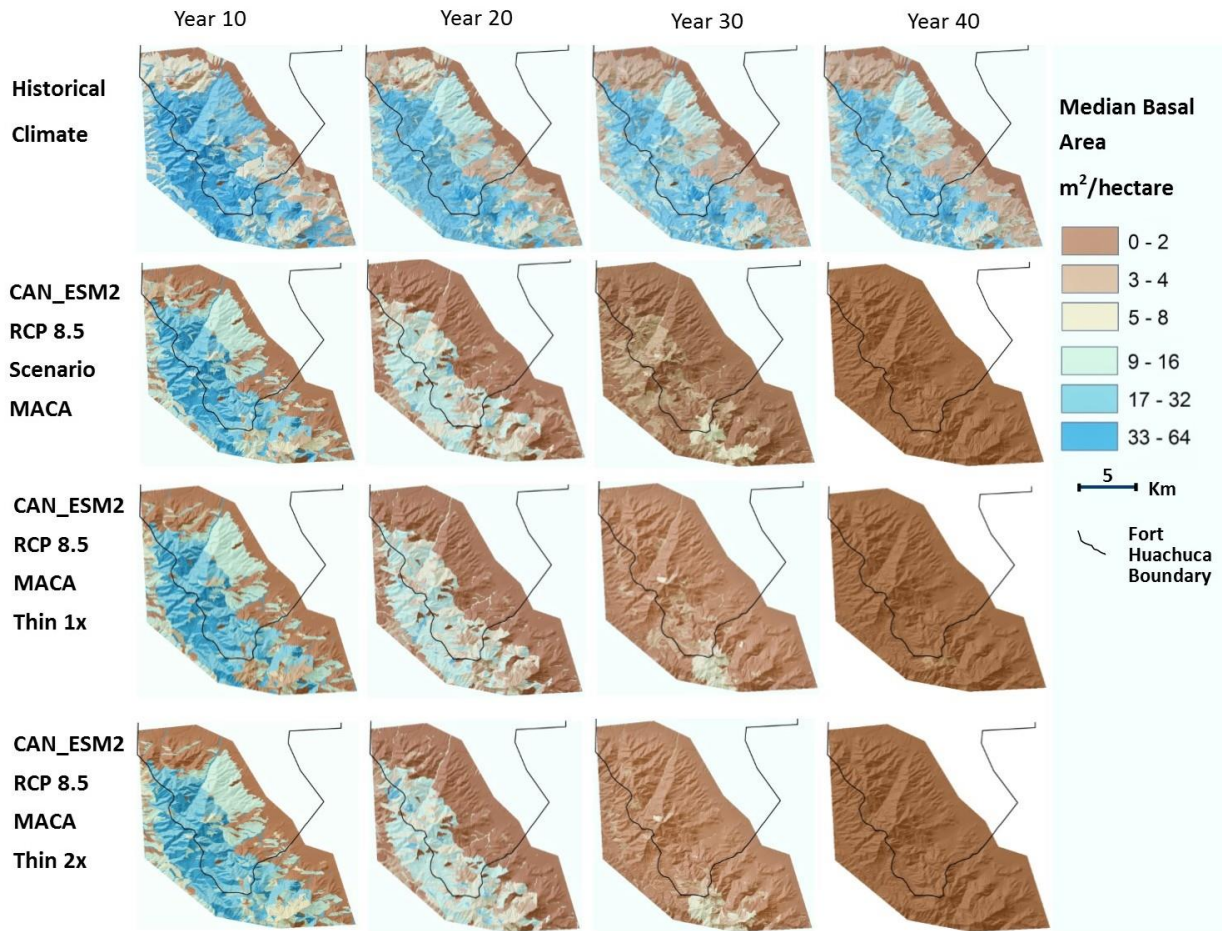 Year 10
Year 20
Year 30
Year 40
Historical
Climate
CAN_ESM2
RCP 8.5
Scenario
MACA
CAN_ESM2
RCP 8.5
MACA
Thin 1x
CAN_ESM2
RCP 8.5
MACA
Thin 2x
Median Basal
Area
m²/hectare
0 - 2
3 - 4
5 - 8
9 - 16
17 - 32
33 - 64
5
Km
Fort
Huachuca
Boundary